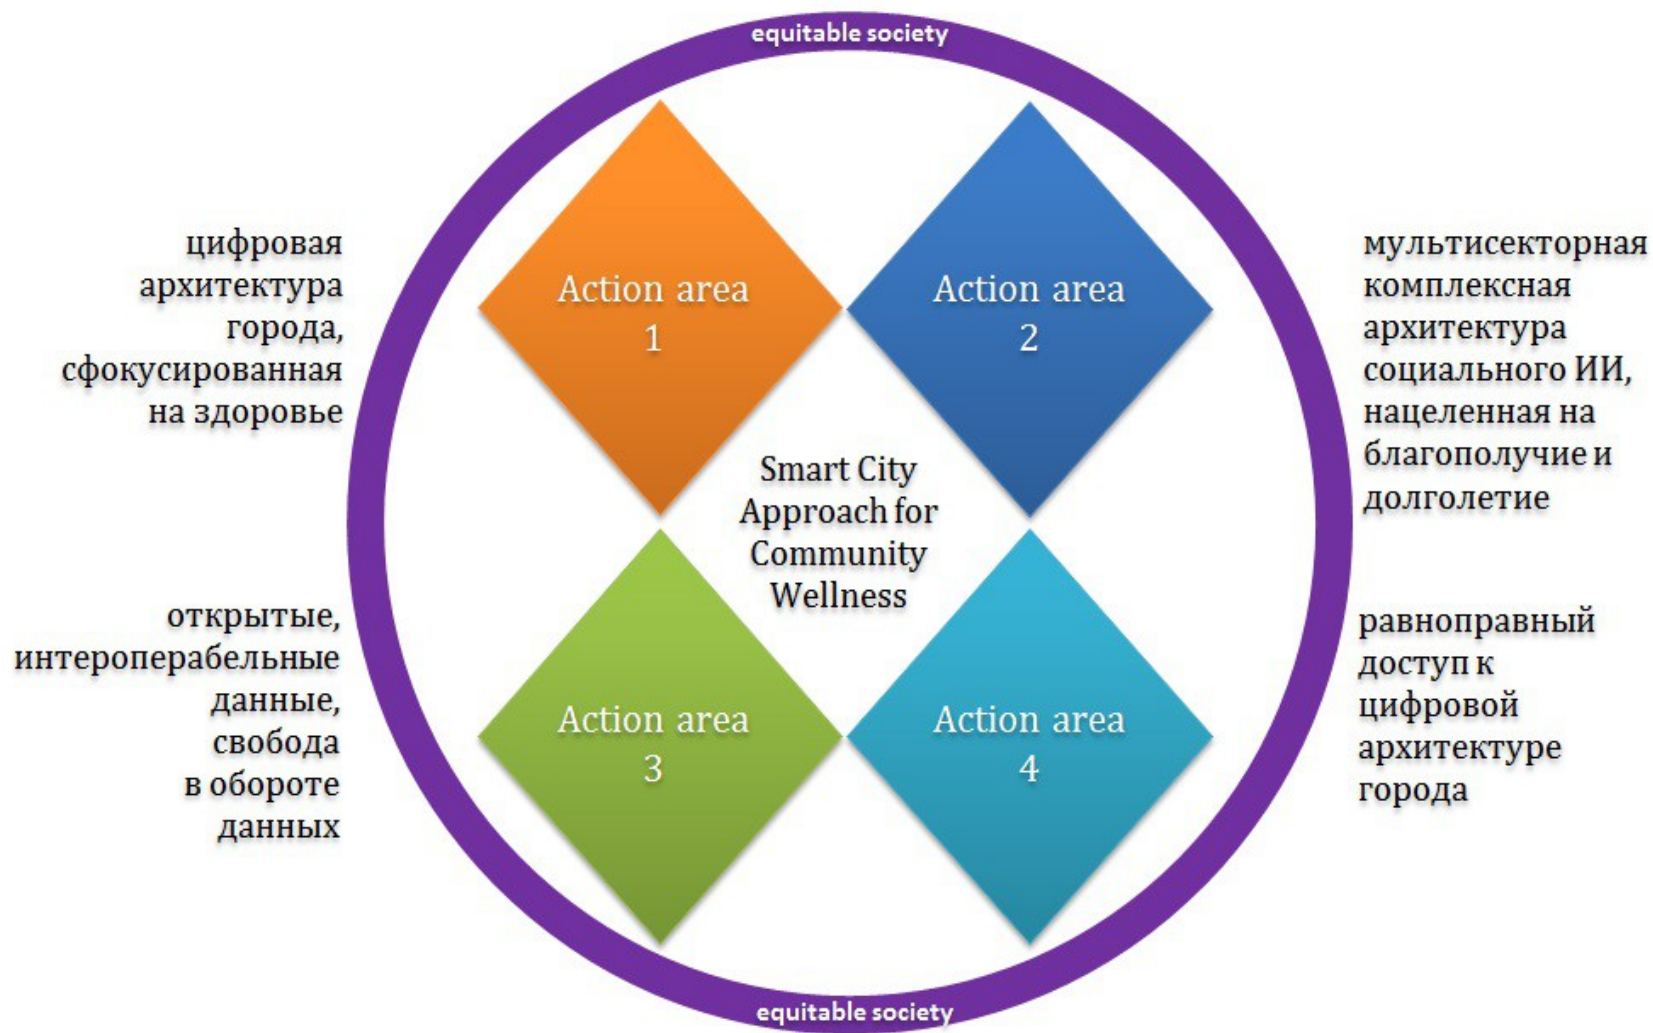 equitable society
цифровая
архитектура
города,
сфокусированная
на здоровье
Action area
1
Action area
2
мультисекторная
комплексная
архитектура
социального ИИ,
нацеленная на
благополучие и
долголетие
Smart City
Approach for
Community
Wellness
открытые,
интероперабельные
данные,
свобода
в обороте
данных
Action area
3
Action area
4
равноправный
доступ к
цифровой
архитектуре
города
equitable society